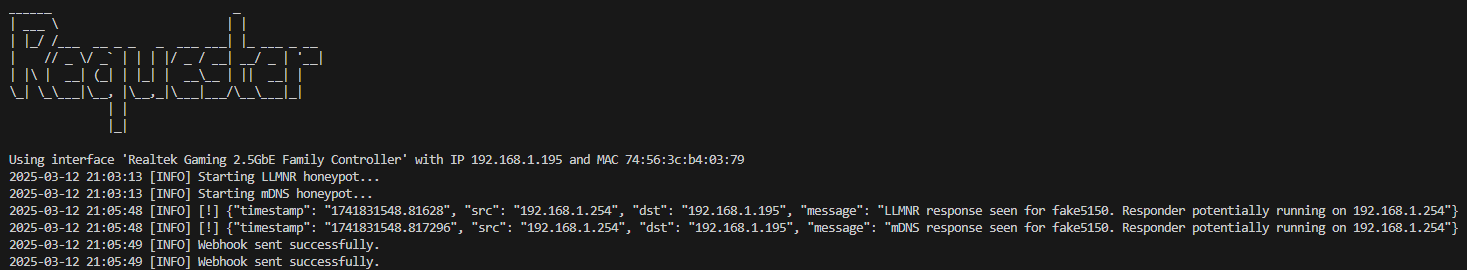 Requester
Using interface 'Realtek Gaming 2.5GbE Family Controller' with IP 192.168.1.195 and MAC 74:56:3c:b4:03:79
2025-03-12 21:03:13 [INFO] Starting LLMNR honeypot...
2025-03-12 21:03:13 [INFO] Starting mDNS honeypot...
2025-03-12 21:05:48 [INFO] [!] {"timestamp": "1741831548.81628", "src": "192.168.1.254", "dst": "192.168.1.195", "message": "LLMNR response seen for fake5150. Responder potentially running on 192.168.1.254"}
2025-03-12 21:05:48 [INFO] [!] {"timestamp": "1741831548.817296", "src": "192.168.1.254", "dst": "192.168.1.195", "message": "mDNS response seen for fake5150. Responder potentially running on 192.168.1.254"}
2025-03-12 21:05:49 [INFO] Webhook sent successfully.
2025-03-12 21:05:49 [INFO] Webhook sent successfully.